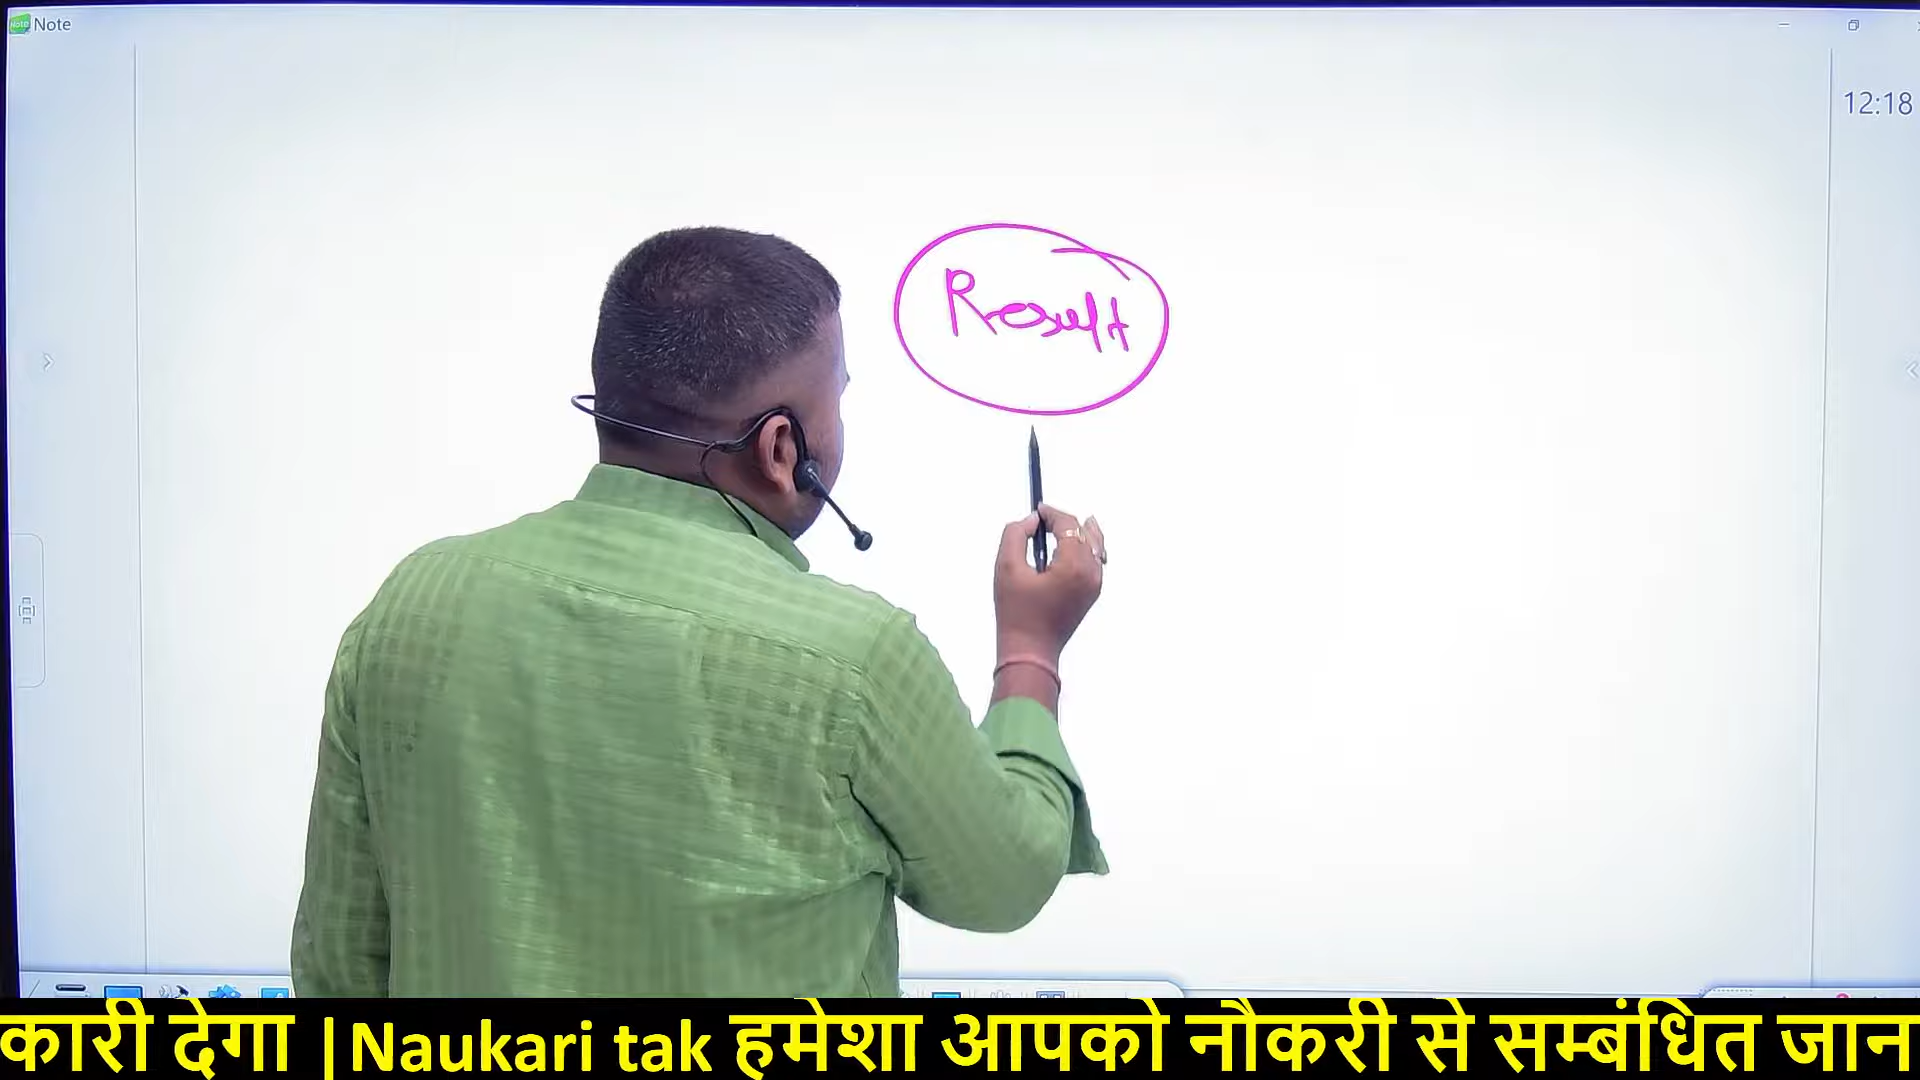 Note
12:18
Result
कारी देगा |Naukari tak हमेशा आपको नौकरी से सम्बंधित जान